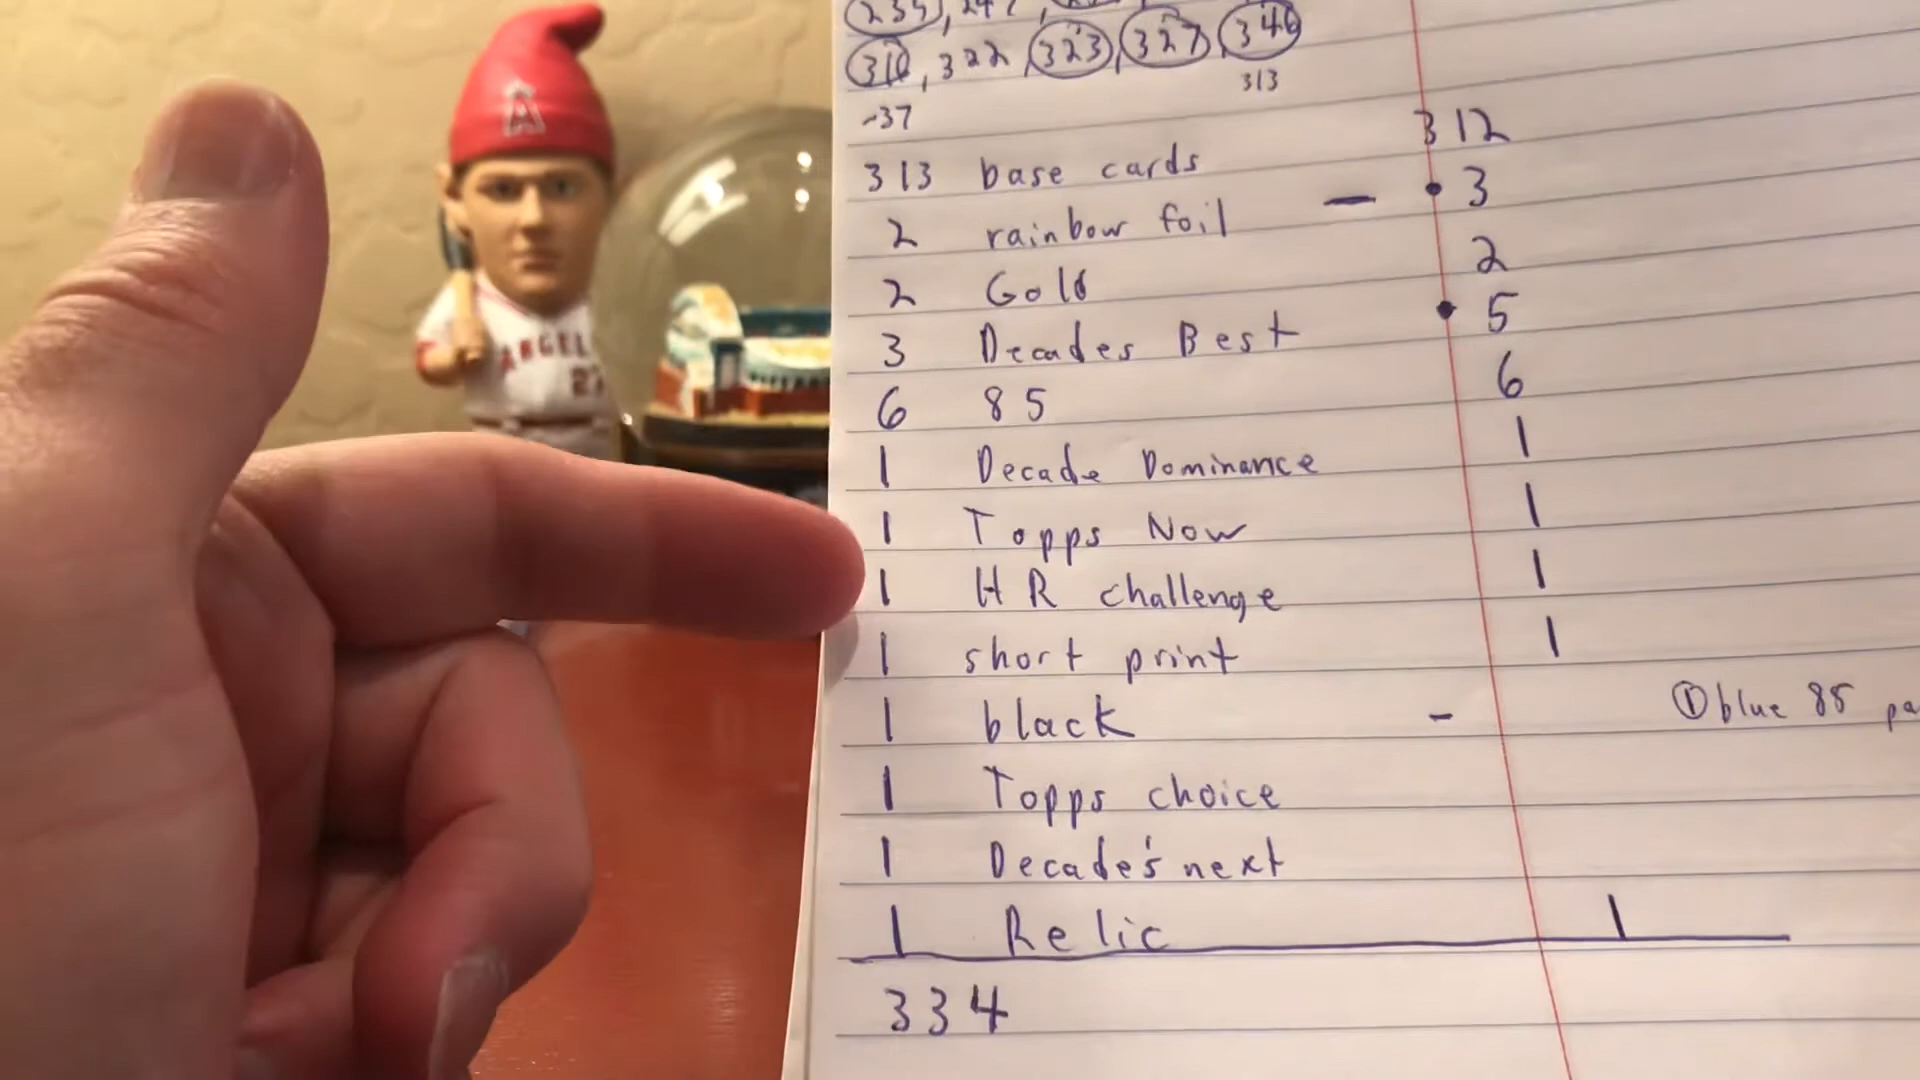 310, 322, 323, 327, 346
313
-37
313 base cards 312
2 rainbow foil — • 3
2 Gold 2
3 Decades Best • 5
6 85 6
1 Decade Dominance 1
1 Topps Now 1
1 HR challenge 1
1 short print 1
1 black -
① blue 85
1 Topps choice
1 Decade's next
1 Relic 1
334
A
ANGEL
27